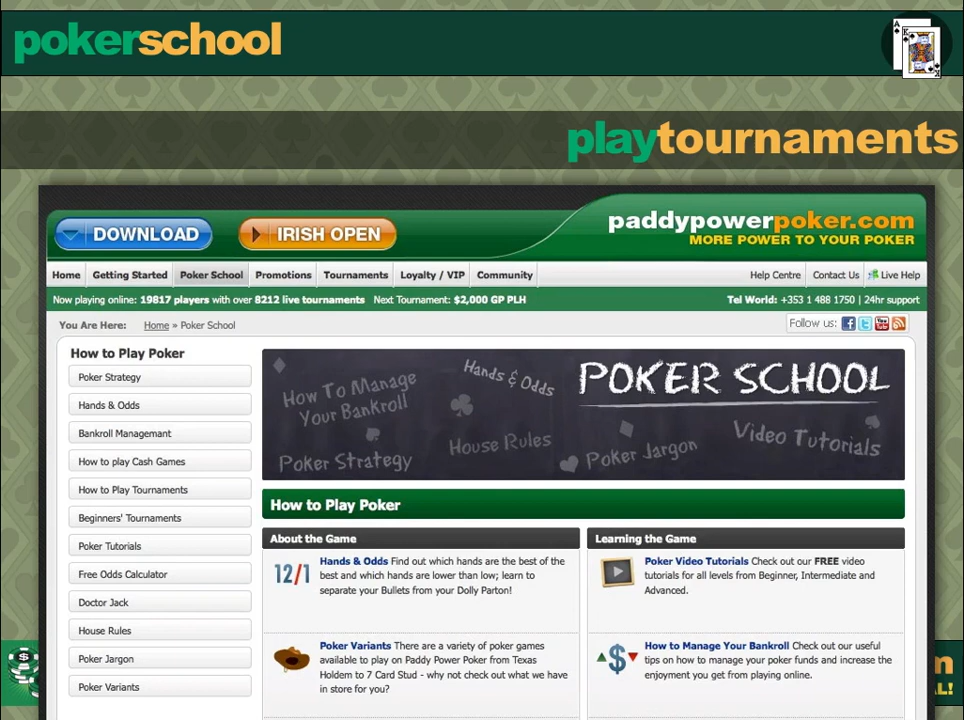 pokerschool
playtournaments
DOWNLOAD
IRISH OPEN
paddypowerpoker.com
MORE POWER TO YOUR POKER
Home Getting Started Poker School Promotions Tournaments Loyalty / VIP Community Help Centre Contact Us Live Help
Now playing online: 19817 players with over 8212 live tournaments Next Tournament: $2,000 GP PLH Tel World: +353 1 488 1750 | 24hr support
You Are Here: Home » Poker School
Follow us:
How to Play Poker
Poker Strategy
Hands & Odds
Bankroll Managemant
How to play Cash Games
How to Play Tournaments
Beginners' Tournaments
Poker Tutorials
Free Odds Calculator
Doctor Jack
House Rules
Poker Jargon
Poker Variants
How To Manage
Your Bankroll
Hands & Odds
POKER SCHOOL
Poker Strategy
House Rules
Poker Jargon
Video Tutorials
How to Play Poker
About the Game
12/1
Hands & Odds Find out which hands are the best of the
best and which hands are lower than low; learn to
separate your Bullets from your Dolly Parton!
Poker Variants There are a variety of poker games
available to play on Paddy Power Poker from Texas
Holdem to 7 Card Stud - why not check out what we have
in store for you?
Learning the Game
Poker Video Tutorials Check out our FREE video
tutorials for all levels from Beginner, Intermediate and
Advanced.
How to Manage Your Bankroll Check out our useful
tips on how to manage your poker funds and increase the
enjoyment you get from playing online.